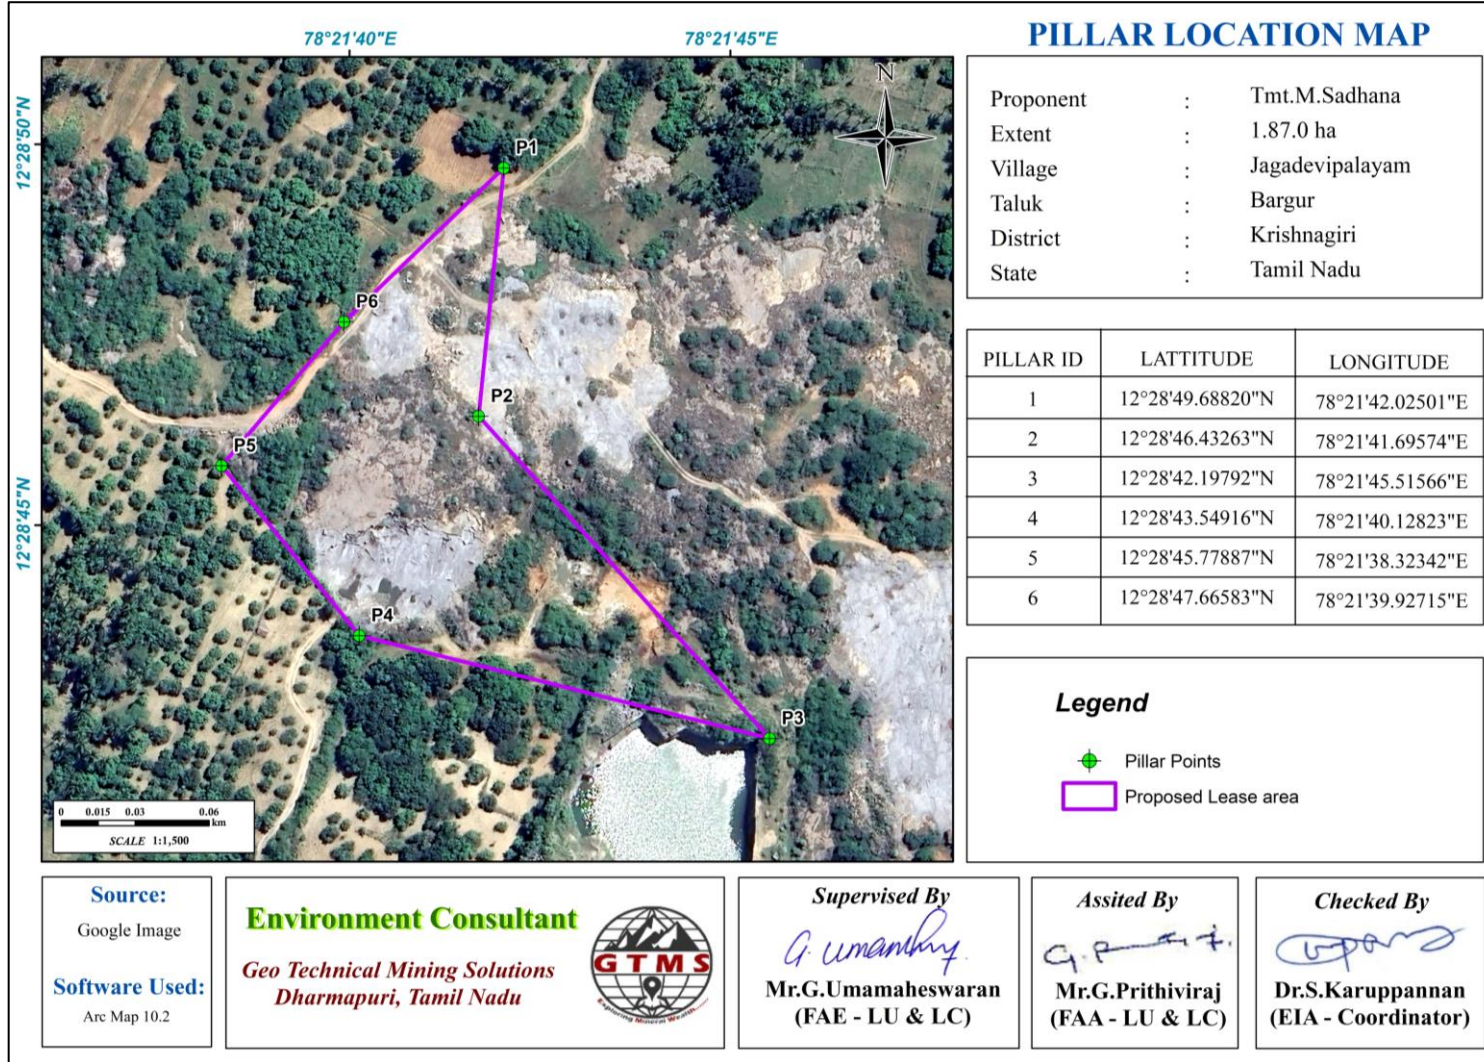 PILLAR LOCATION MAP
78°21'40"E
78°21'45"E
12°28'50"N
12°28'45"N
N
P1
P6
P2
P5
P4
P3
0 0.015 0.03 0.06
km
SCALE 1:1,500
Proponent : Tmt.M.Sadhana
Extent : 1.87.0 ha
Village : Jagadevipalayam
Taluk : Bargur
District : Krishnagiri
State : Tamil Nadu
PILLAR ID LATTITUDE LONGITUDE
1 12°28'49.68820"N 78°21'42.02501"E
2 12°28'46.43263"N 78°21'41.69574"E
3 12°28'42.19792"N 78°21'45.51566"E
4 12°28'43.54916"N 78°21'40.12823"E
5 12°28'45.77887"N 78°21'38.32342"E
6 12°28'47.66583"N 78°21'39.92715"E
Legend
Pillar Points
Proposed Lease area
Source:
Google Image
Software Used:
Arc Map 10.2
Environment Consultant
Geo Technical Mining Solutions
Dharmapuri, Tamil Nadu
GTMS
Exploring Mineral Wealth
Supervised By
Mr.G.Umamaheswaran
(FAE - LU & LC)
Assited By
Mr.G.Prithiviraj
(FAA - LU & LC)
Checked By
Dr.S.Karuppannan
(EIA - Coordinator)